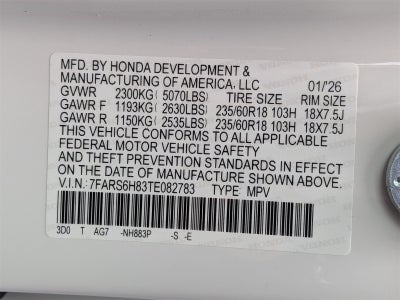 MFD. BY HONDA DEVELOPMENT &
MANUFACTURING OF AMERICA, LLC 01/'26
GVWR 2300KG (5070LBS) TIRE SIZE RIM SIZE
GAWR F 1193KG (2630LBS) 235/60R18 103H 18X7.5J
GAWR R 1150KG (2535LBS) 235/60R18 103H 18X7.5J
THIS VEHICLE CONFORMS TO ALL APPLICABLE
FEDERAL MOTOR VEHICLE SAFETY
AND THEFT PREVENTION STANDARDS IN EFFECT
ON THE DATE OF MANUFACTURE SHOWN ABOVE.
V.I.N: 7FARS6H83TE082783 TYPE: MPV
3D0 T AG7 -NH883P -S -E